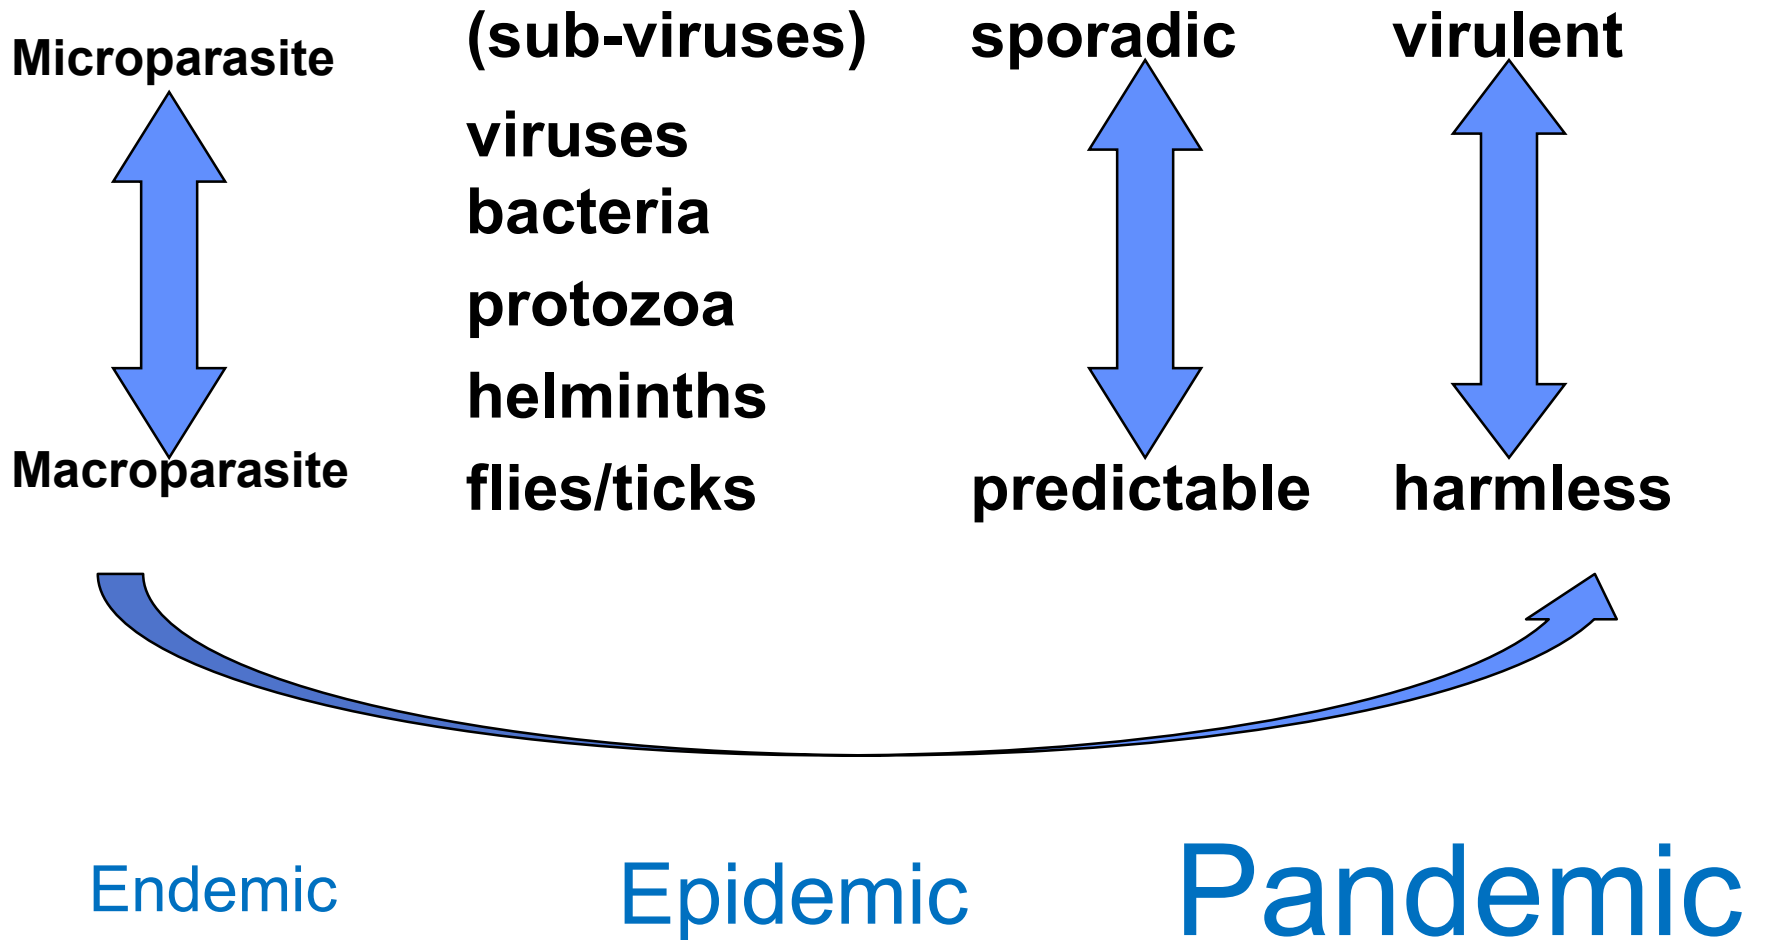 Microparasite
Macroparasite
(sub-viruses)
viruses
bacteria
protozoa
helminths
flies/ticks
sporadic
predictable
virulent
harmless
Endemic
Epidemic
Pandemic